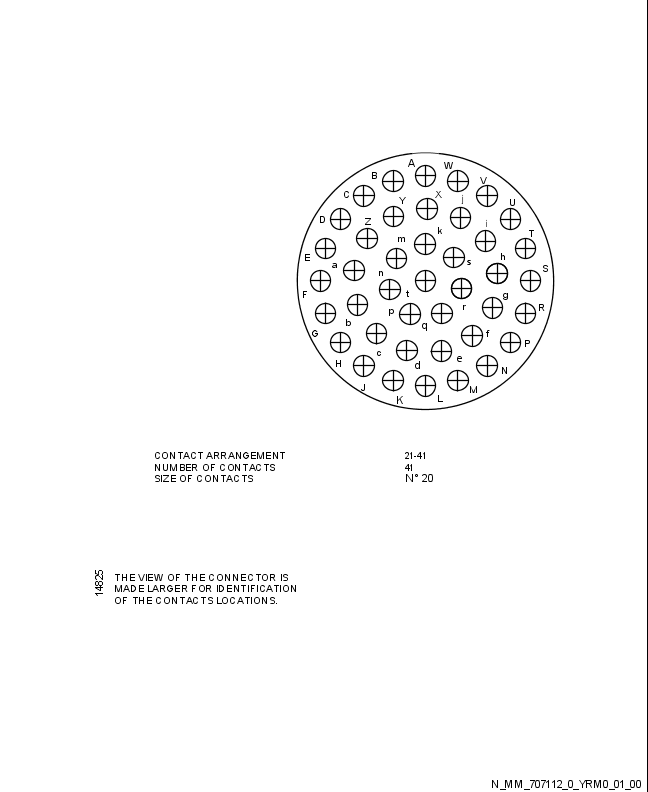 A W
B V
C X j U
Y
D Z i T
k
m
E s h S
a n
F t g
p r R
G b q f P
c
H d e N
J M
K L
CONTACT ARRANGEMENT 21-41
NUMBER OF CONTACTS 41
SIZE OF CONTACTS N° 20
14825
THE VIEW OF THE CONNECTOR IS
MADE LARGER FOR IDENTIFICATION
OF THE CONTACTS LOCATIONS.
N_MM_707112_0_YRM0_01_00